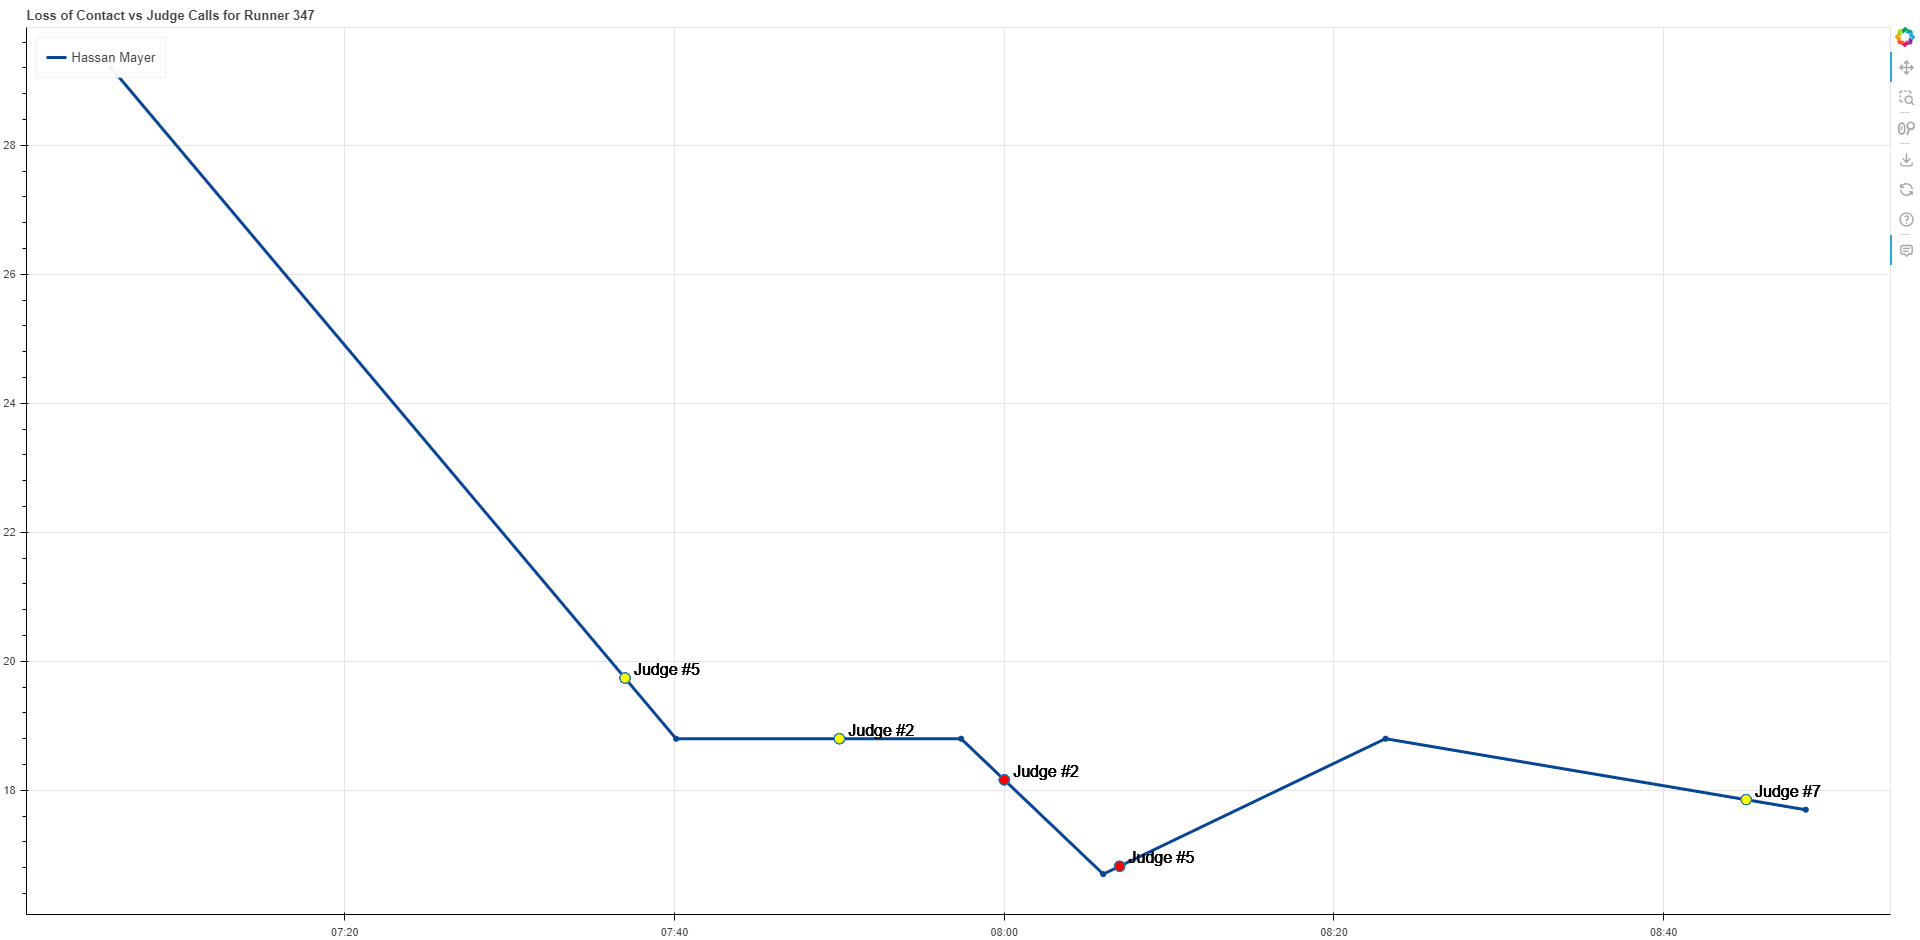 Loss of Contact vs Judge Calls for Runner 347
Hassan Mayer
28
26
24
22
20
18
Judge #5
Judge #2
Judge #2
Judge #5
Judge #7
07:20
07:40
08:00
08:20
08:40